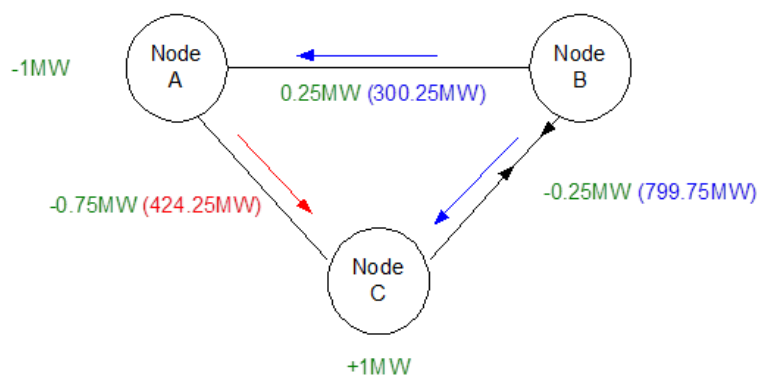 Node
A
Node
B
-1MW
0.25MW (300.25MW)
-0.75MW (424.25MW)
-0.25MW (799.75MW)
Node
C
+1MW